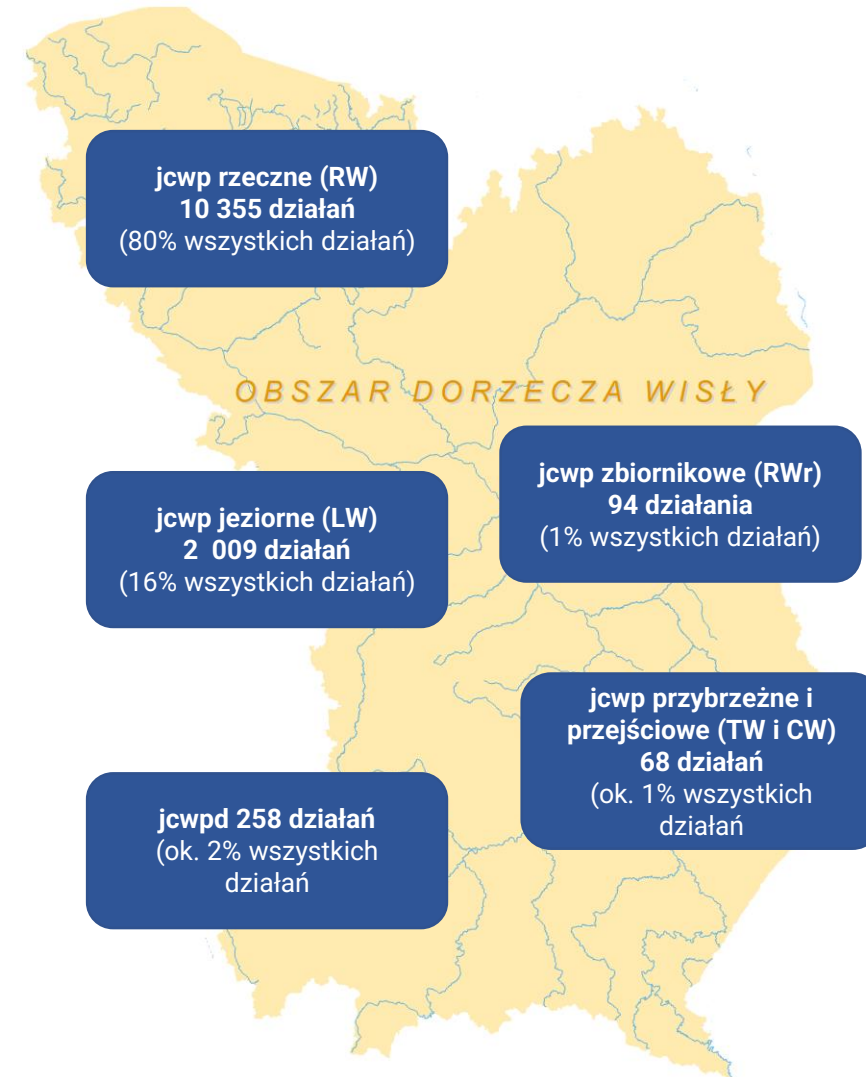 jcwp rzeczne (RW)
10 355 działań
(80% wszystkich działań)
OBSZAR DORZECZA WISŁY
jcwp zbiornikowe (RWr)
94 działania
(1% wszystkich działań)
jcwp jeziorne (LW)
2 009 działań
(16% wszystkich działań)
jcwp przybrzeżne i
przejściowe (TW i CW)
68 działań
(ok. 1% wszystkich
działań
jcwpd 258 działań
(ok. 2% wszystkich
działań